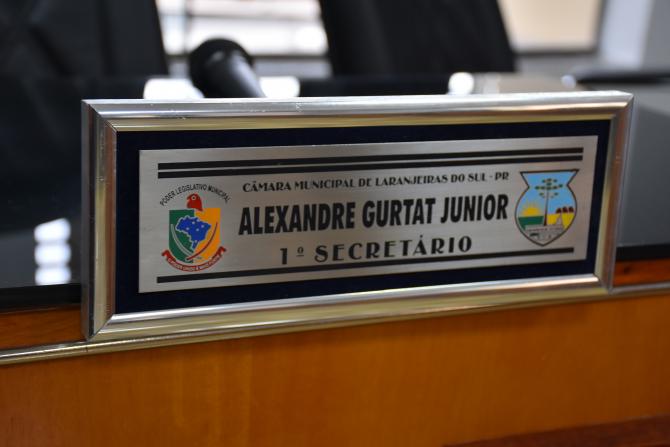 CÂMARA MUNICIPAL DE LARANJEIRAS DO SUL - PR
PODER LEGISLATIVO MUNICIPAL
ALEXANDRE GURTAT JUNIOR
1º SECRETÁRIO